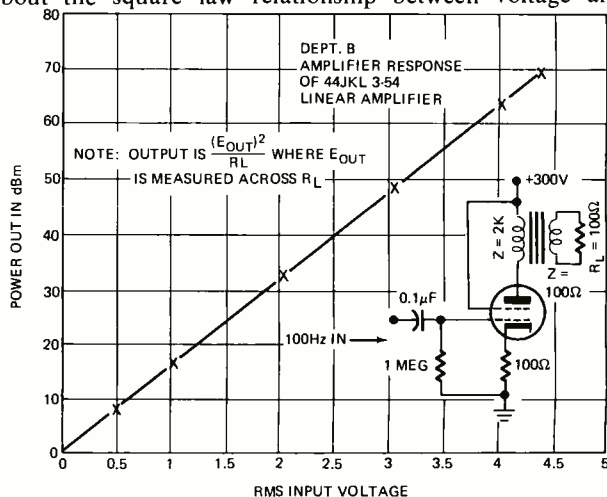 bout the square law relationship between voltage an
80
70
60
50
40
30
20
10
0
POWER OUT IN dBm
DEPT. B
AMPLIFIER RESPONSE
OF 44JKL 3-54
LINEAR AMPLIFIER
NOTE: OUTPUT IS (EOUT)2 / RL WHERE EOUT
IS MEASURED ACROSS RL
+300V
Z = 2K
Z =
100Ω
RL = 100Ω
0.1µF
100Hz IN
1 MEG
100Ω
0 0.5 1 1.5 2 2.5 3 3.5 4 4.5 5
RMS INPUT VOLTAGE